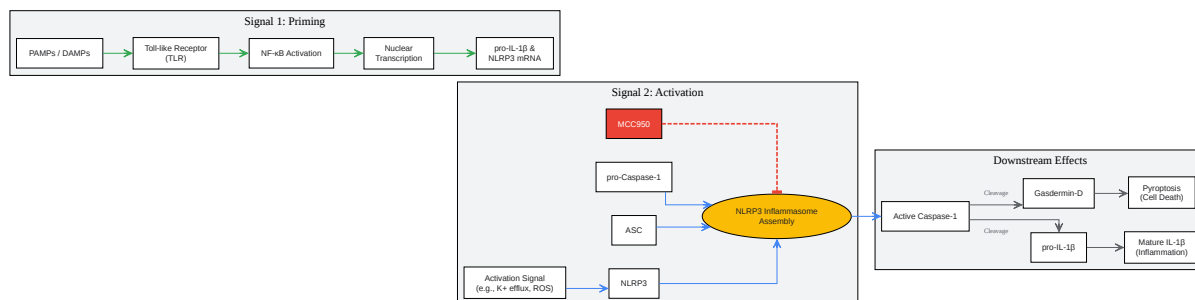 Signal 1: Priming
PAMPs / DAMPs
Toll-like Receptor
(TLR)
NF-κB Activation
Nuclear
Transcription
pro-IL-1β &
NLRP3 mRNA
Signal 2: Activation
MCC950
pro-Caspase-1
ASC
Activation Signal
(e.g., K+ efflux, ROS)
NLRP3
NLRP3 Inflammasome
Assembly
Downstream Effects
Active Caspase-1
Cleavage
Gasdermin-D
Pyroptosis
(Cell Death)
Cleavage
pro-IL-1β
Mature IL-1β
(Inflammation)